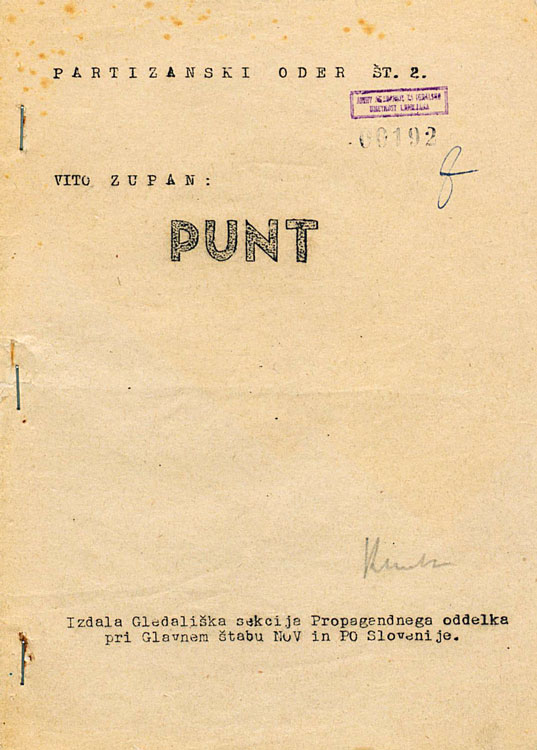 PARTIZANSKI ODER ŠT. 2.
00192
VITO ZUPAN:
PUNT
Izdala Gledališka sekcija Propagandnega oddelka
pri Glavnem štabu NOV in PO Slovenije.